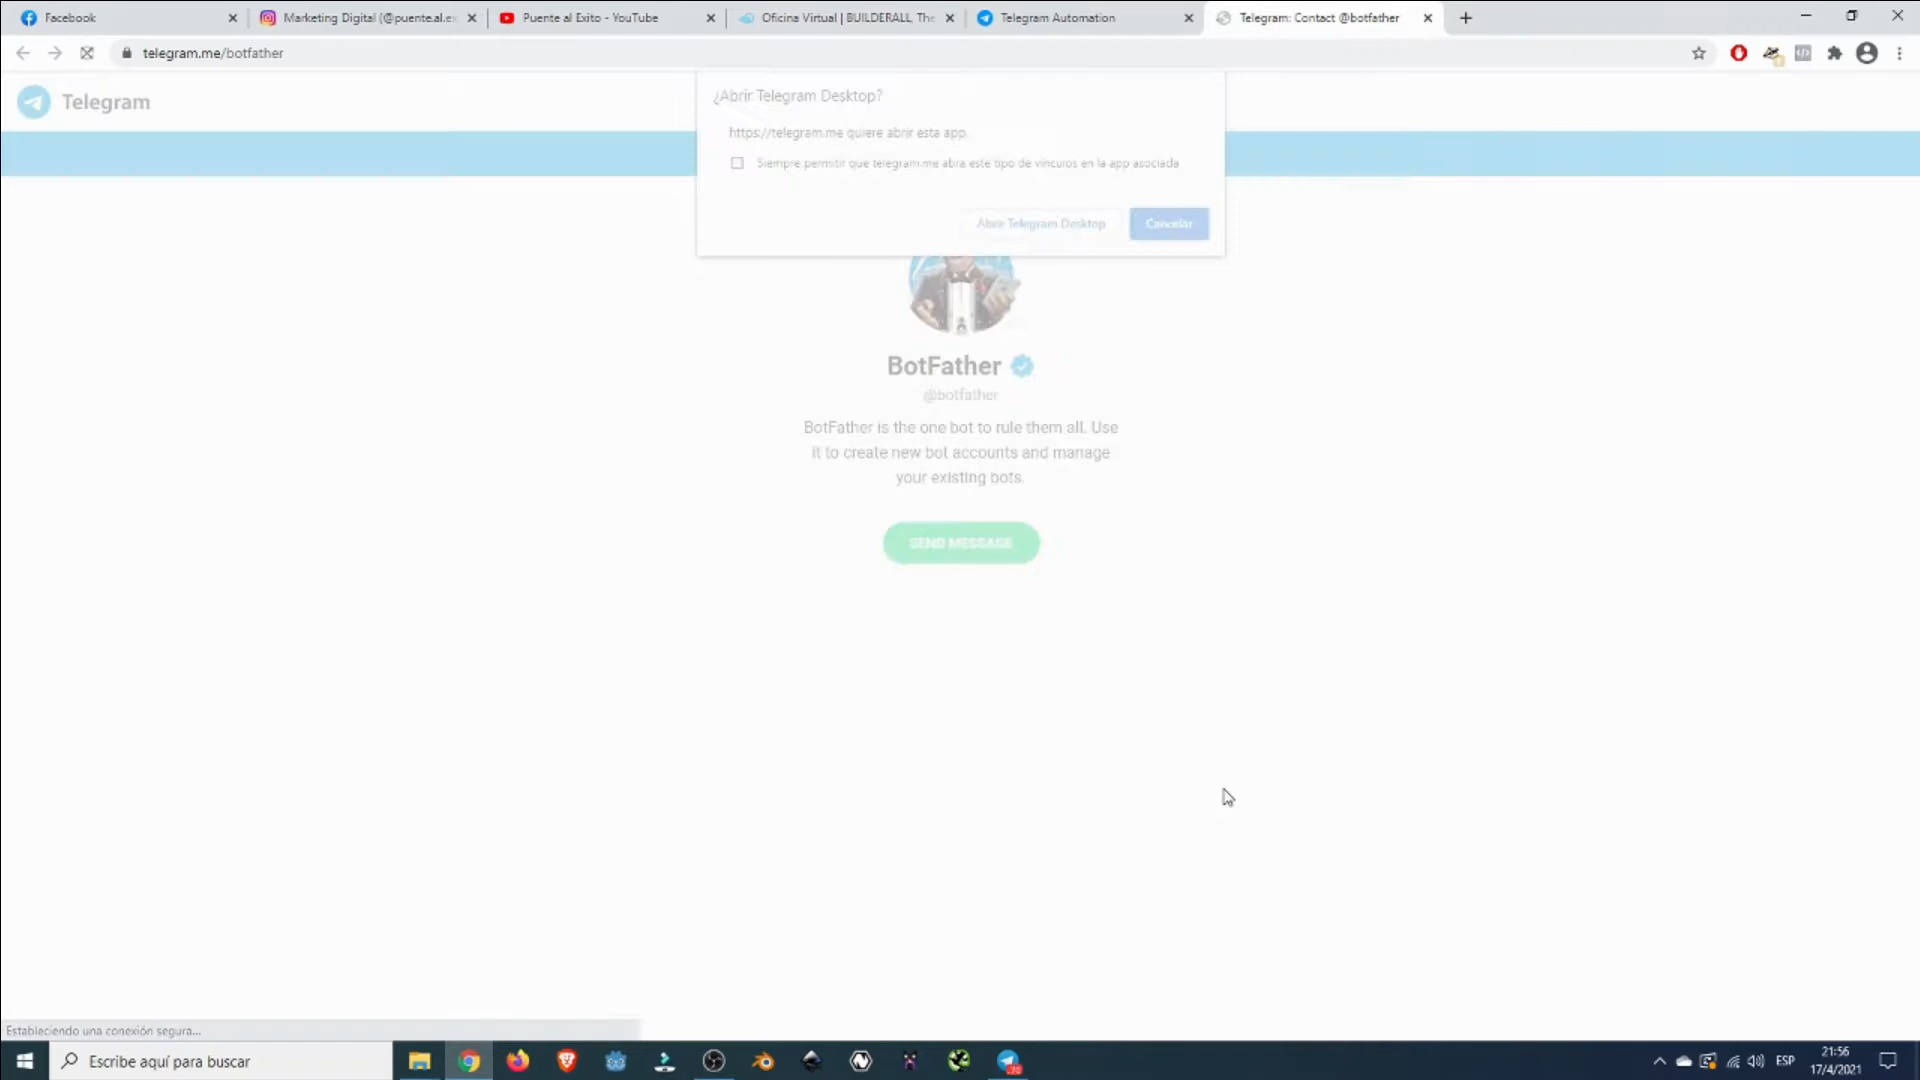 Facebook
Marketing Digital (@puente.al.ex
Puente al Exito - YouTube
Oficina Virtual | BUILDERALL, The
Telegram Automation
Telegram: Contact @botfather
telegram.me/botfather
Telegram
¿Abrir Telegram Desktop?
https://telegram.me quiere abrir esta app.
Siempre permitir que telegram.me abra este tipo de vínculos en la app asociada
Abrir Telegram Desktop
Cancelar
BotFather
@botfather
BotFather is the one bot to rule them all. Use
it to create new bot accounts and manage
your existing bots.
SEND MESSAGE
Estableciendo una conexión segura...
Escribe aquí para buscar
ESP
21:56
17/4/2021